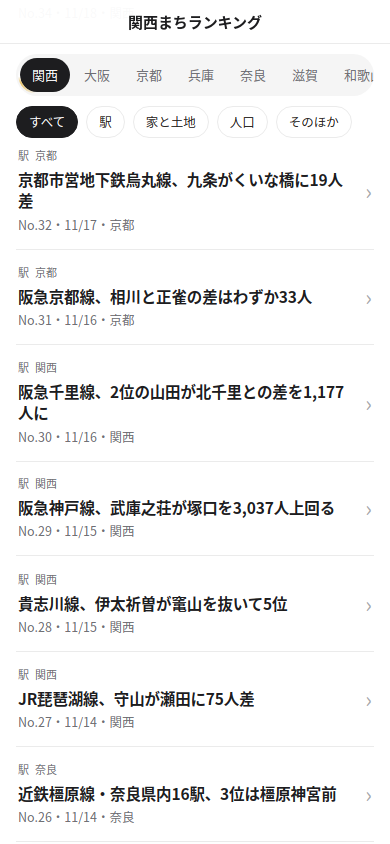 関西まちランキング
関西 大阪 京都 兵庫 奈良 滋賀
すべて 駅 家と土地 人口 そのほか
駅 京都
京都市営地下鉄烏丸線、九条がくいな橋に19人
差
No.32・11/17・京都
駅 京都
阪急京都線、相川と正雀の差はわずか33人
No.31・11/16・京都
駅 関西
阪急千里線、2位の山田が北千里との差を1,177
人に
No.30・11/16・関西
駅 関西
阪急神戸線、武庫之荘が塚口を3,037人上回る
No.29・11/15・関西
駅 関西
貴志川線、伊太祈曽が竈山を抜いて5位
No.28・11/15・関西
駅 関西
JR琵琶湖線、守山が瀬田に75人差
No.27・11/14・関西
駅 奈良
近鉄橿原線・奈良県内16駅、3位は橿原神宮前
No.26・11/14・奈良